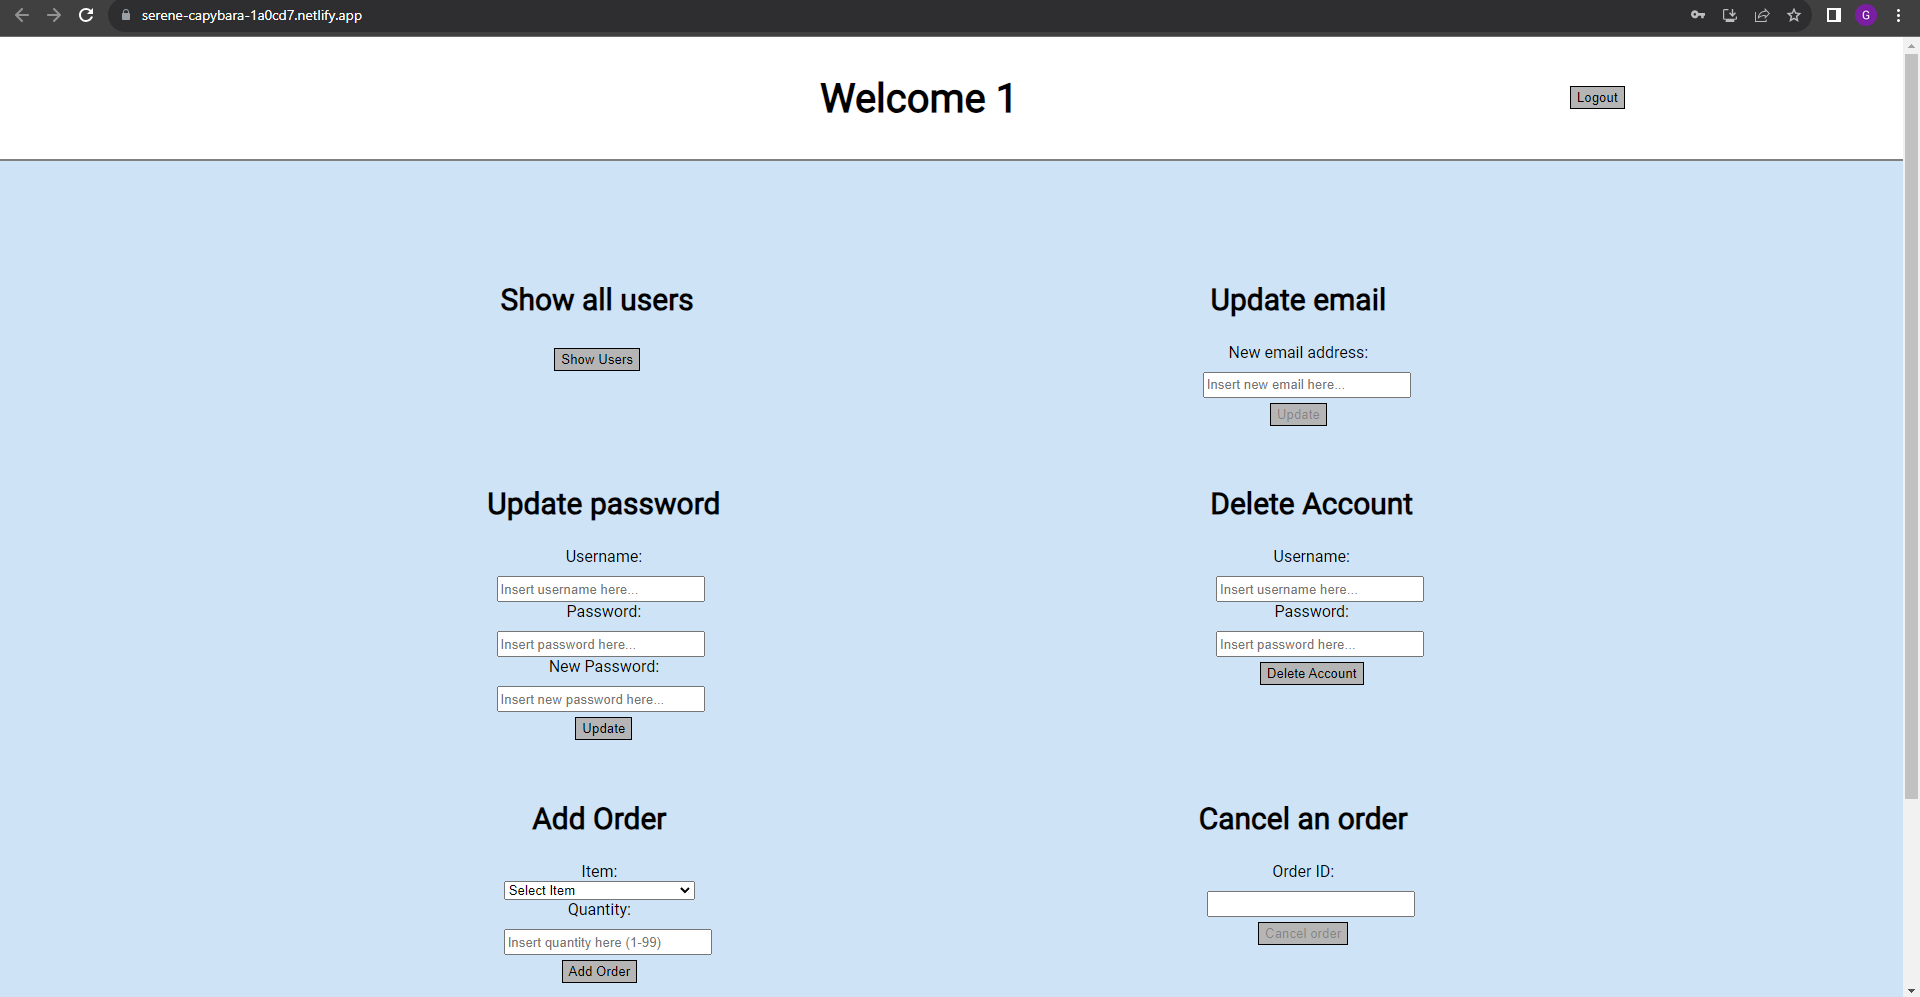 serene-capybara-1a0cd7.netlify.app
G
Welcome 1
Logout
Show all users
Show Users
Update email
New email address:
Insert new email here...
Update
Update password
Username:
Insert username here...
Password:
Insert password here...
New Password:
Insert new password here...
Update
Delete Account
Username:
Insert username here...
Password:
Insert password here...
Delete Account
Add Order
Item:
Select Item
Quantity:
Insert quantity here (1-99)
Add Order
Cancel an order
Order ID:
Cancel order